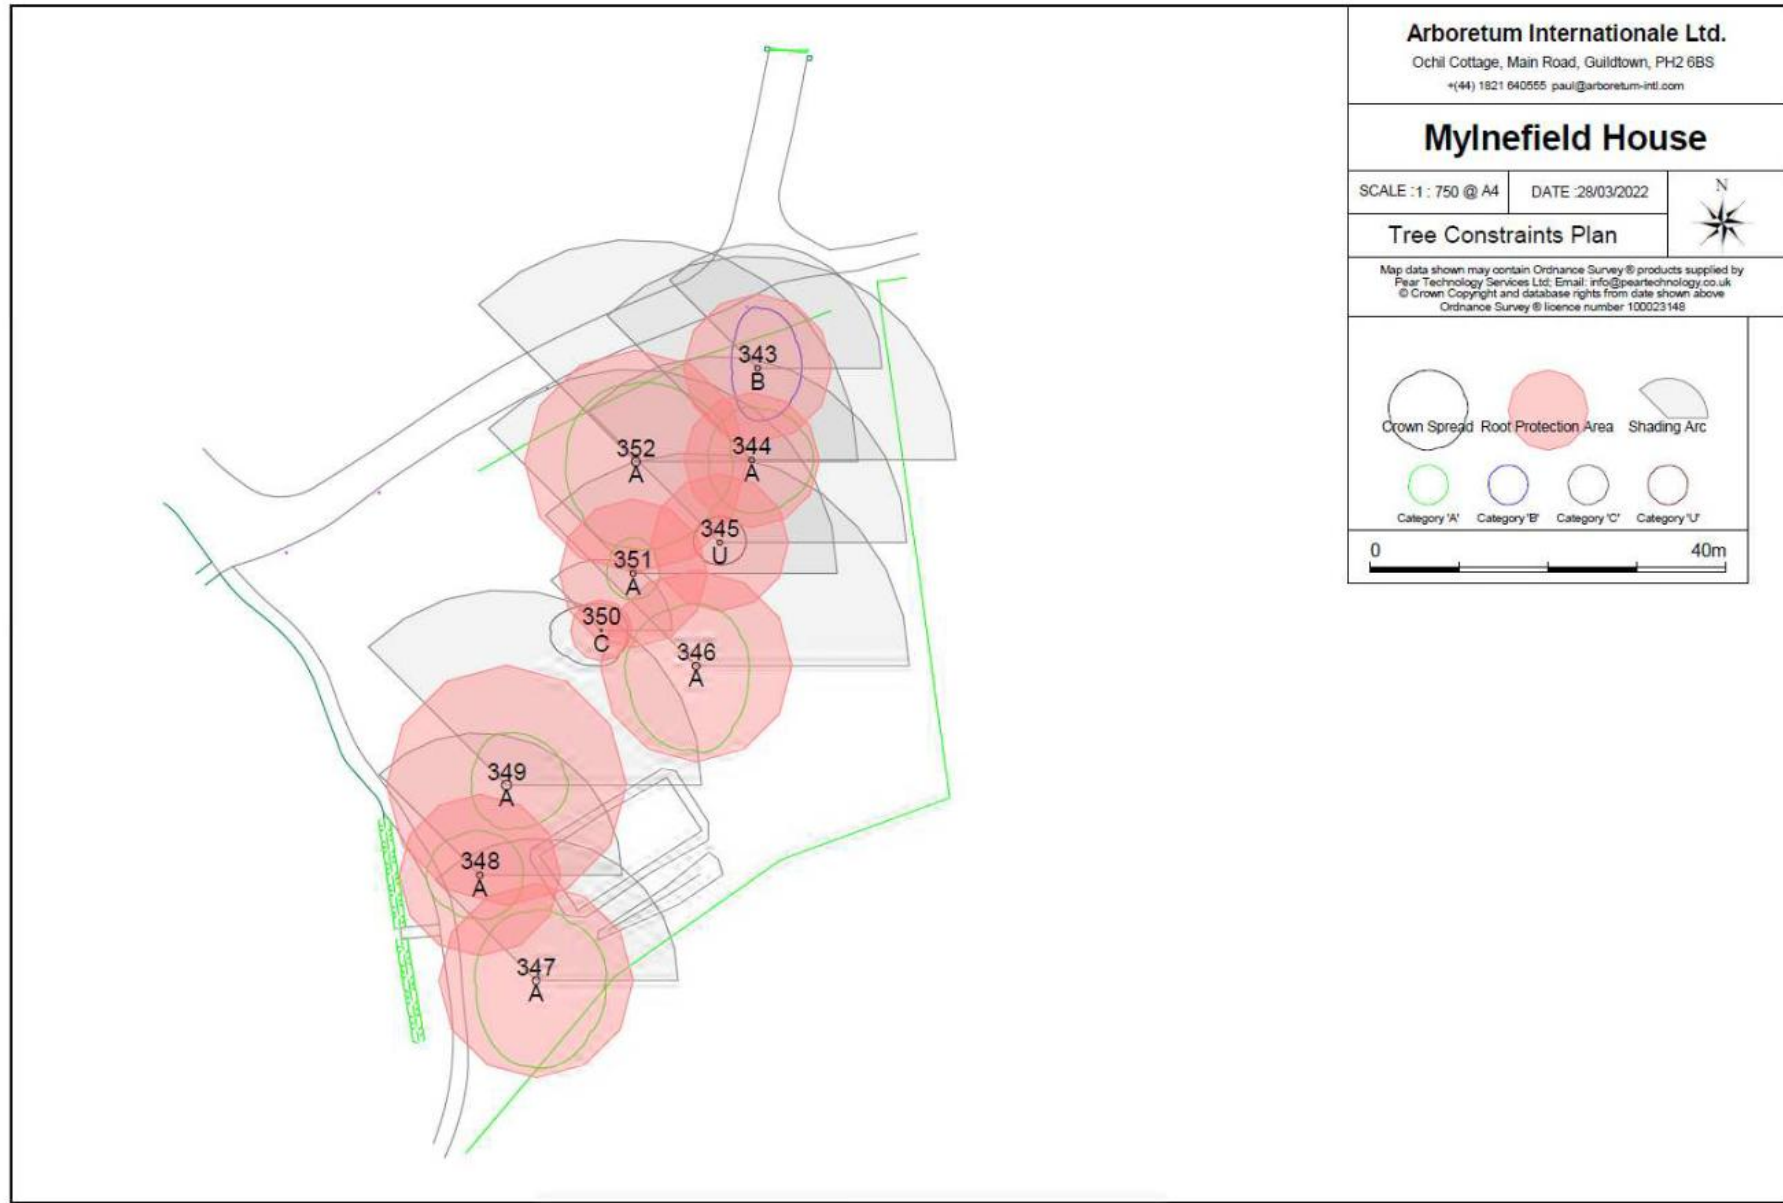 Arboretum Internationale Ltd.
Ochil Cottage, Main Road, Guildtown, PH2 6BS
+(44) 1821 640555 paul@arboretum-intl.com
Mylnefield House
SCALE :1 : 750 @ A4
DATE :28/03/2022
N
Tree Constraints Plan
Map data shown may contain Ordnance Survey ® products supplied by
Pear Technology Services Ltd; Email: info@peartechnology.co.uk
© Crown Copyright and database rights from date shown above
Ordnance Survey ® licence number 100023148
Crown Spread
Root Protection Area
Shading Arc
Category 'A'
Category 'B'
Category 'C'
Category 'U'
0
40m
343
B
352
A
344
A
345
U
351
A
350
C
346
A
349
A
348
A
347
A